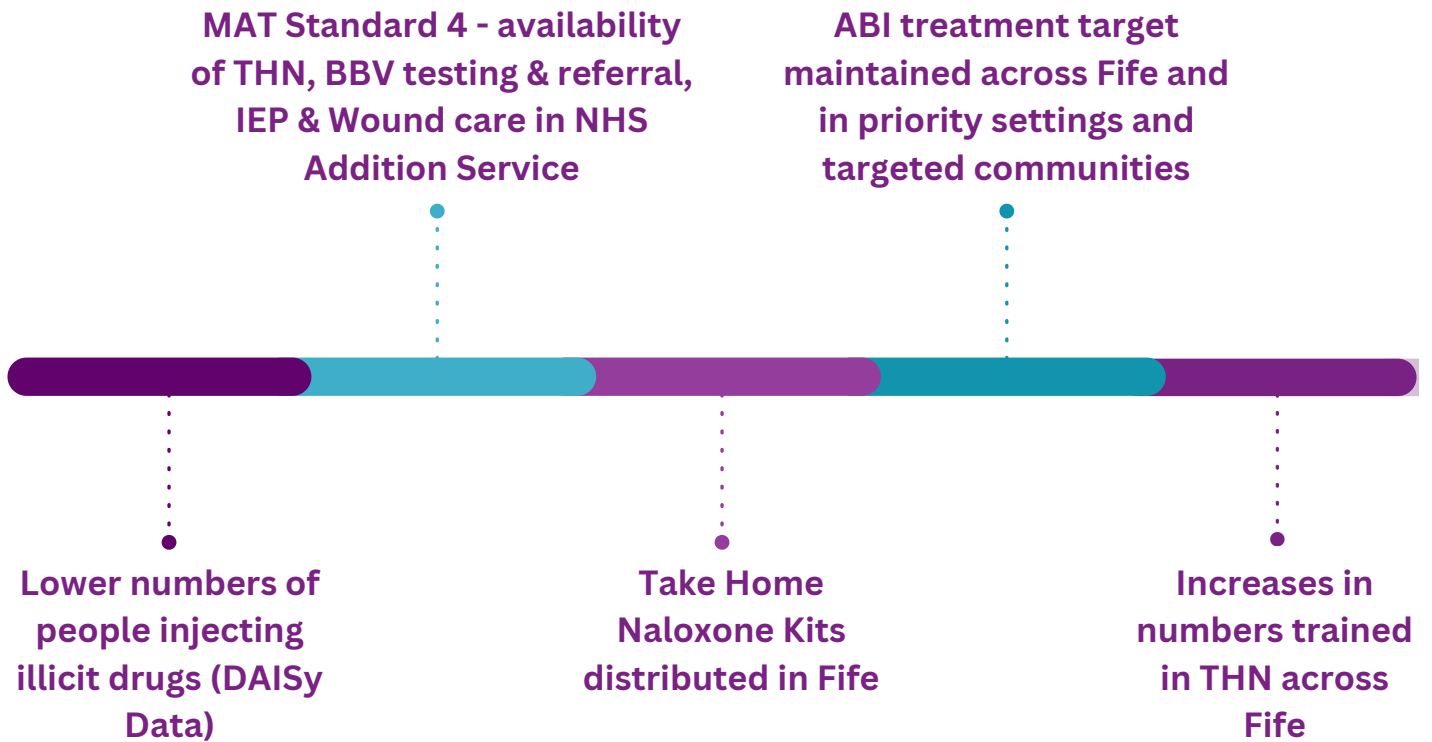 MAT Standard 4 - availability
of THN, BBV testing & referral,
IEP & Wound care in NHS
Addition Service
ABI treatment target
maintained across Fife and
in priority settings and
targeted communities
Lower numbers of
people injecting
illicit drugs (DAISy
Data)
Take Home
Naloxone Kits
distributed in Fife
Increases in
numbers trained
in THN across
Fife